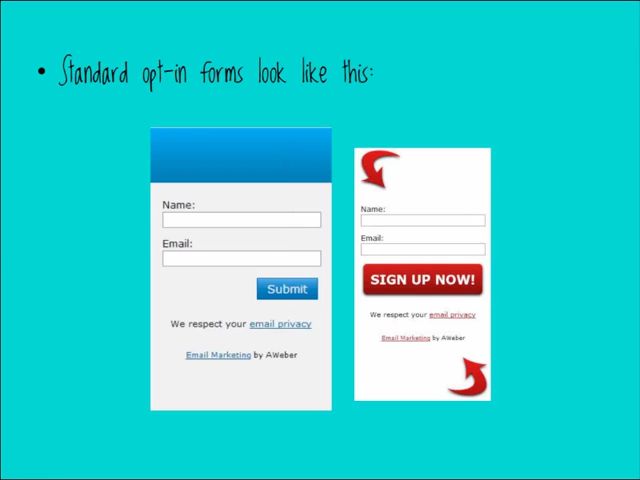 • Standard opt-in forms look like this:
Name:
Email:
Submit
We respect your email privacy
Email Marketing by AWeber
Name:
Email:
SIGN UP NOW!
We respect your email privacy
Email Marketing by AWeber